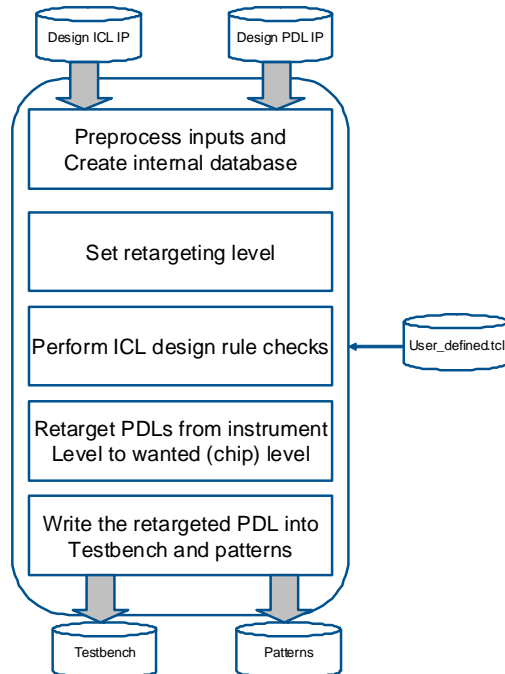 Design ICL IP
Design PDL IP
Preprocess inputs and
Create internal database
Set retargeting level
Perform ICL design rule checks
User_defined.tcl
Retarget PDLs from instrument
Level to wanted (chip) level
Write the retargeted PDL into
Testbench and patterns
Testbench
Patterns